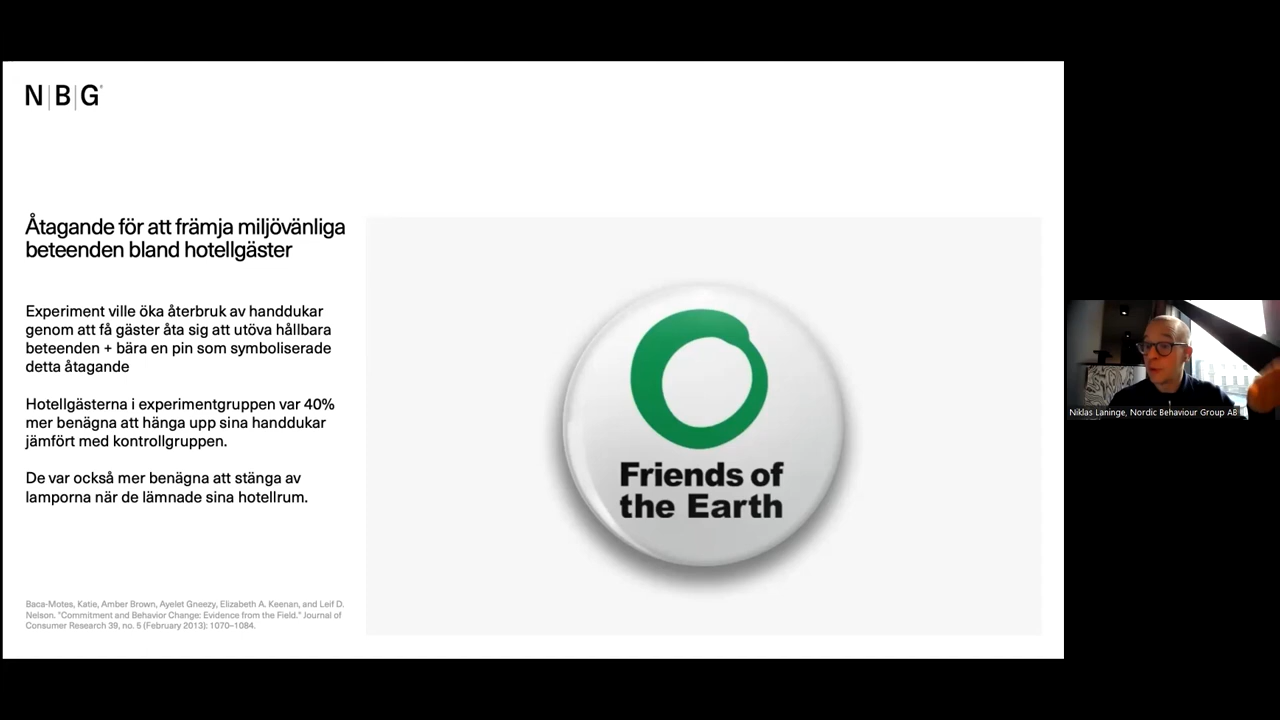 N|B|G
Åtagande för att främja miljövänliga
beteenden bland hotellgäster
Experiment ville öka återbruk av handdukar
genom att få gäster åta sig att utöva hållbara
beteenden + bära en pin som symboliserade
detta åtagande
Hotellgästerna i experimentgruppen var 40%
mer benägna att hänga upp sina handdukar
jämfört med kontrollgruppen.
De var också mer benägna att stänga av
lamporna när de lämnade sina hotellrum.
Baca-Motes, Katie, Amber Brown, Ayelet Gneezy, Elizabeth A. Keenan, and Leif D.
Nelson. "Commitment and Behavior Change: Evidence from the Field." Journal of
Consumer Research 39, no. 5 (February 2013): 1070–1084.
Friends of
the Earth
Niklas Laninge, Nordic Behaviour Group AB